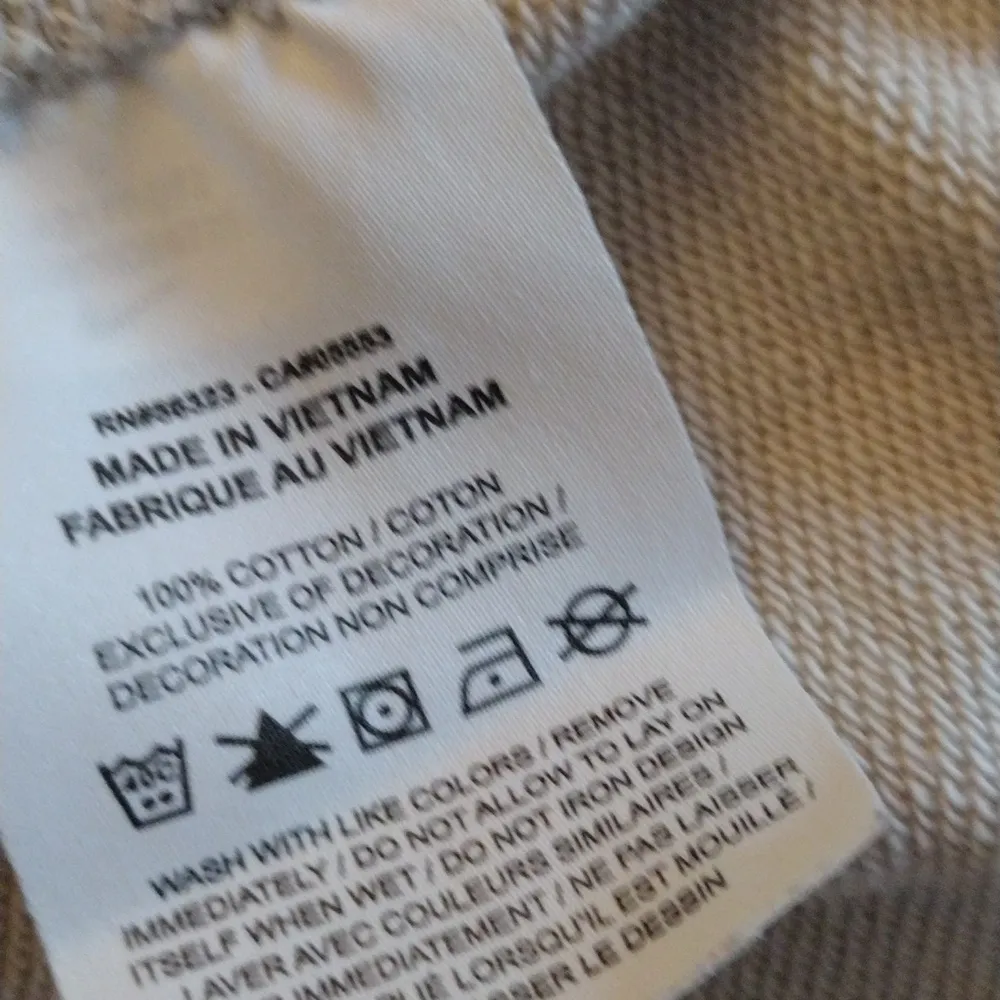 MADE IN VIETNAM
FABRIQUE AU VIETNAM
100% COTTON / COTON
EXCLUSIVE OF DECORATION /
DECORATION NON COMPRISE
WASH WITH LIKE COLORS / REMOVE
IMMEDIATELY / DO NOT ALLOW TO LAY ON
ITSELF WHEN WET / DO NOT IRON DESIGN
LAVER AVEC COULEURS SIMILAIRES /
IMMEDIATEMENT / NE PAS LAISSER
LORSQU'IL EST MOUILLE /
LE DESSIN